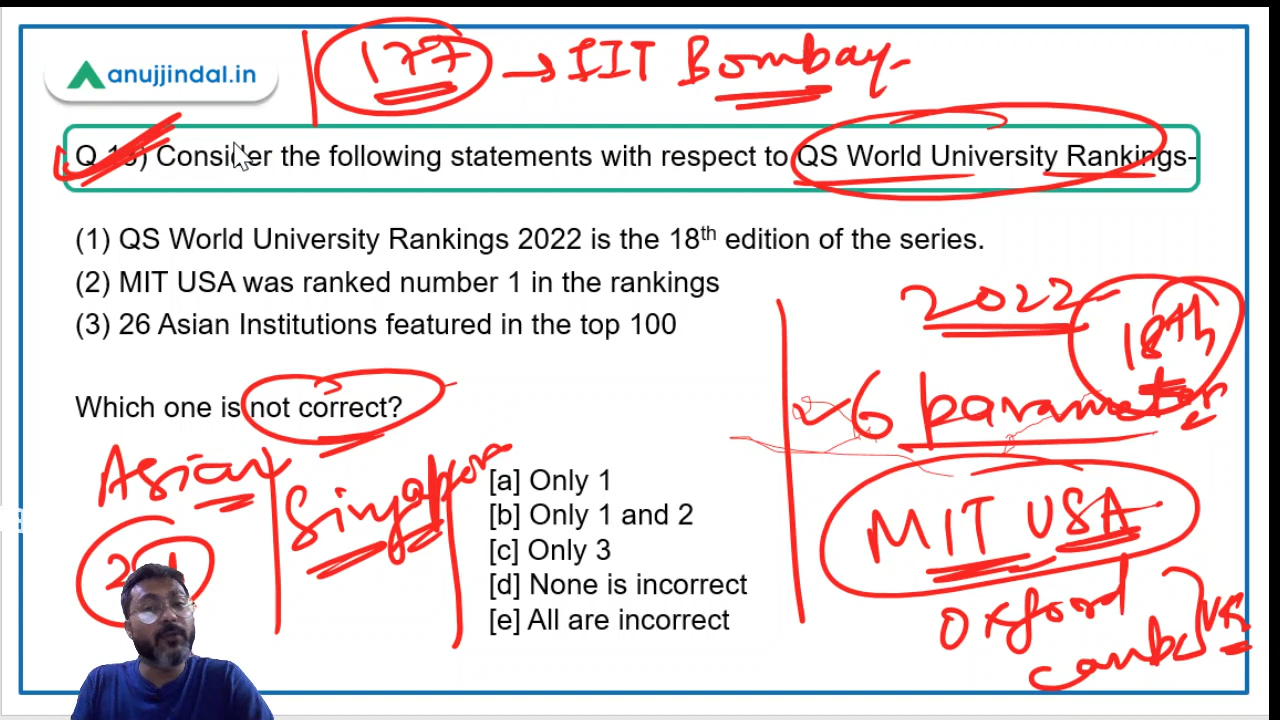 177 → IIT Bombay
anujjindal.in
Consider the following statements with respect to QS World University Rankings-
(1) QS World University Rankings 2022 is the 18th edition of the series.
(2) MIT USA was ranked number 1 in the rankings
(3) 26 Asian Institutions featured in the top 100
2022 18th
6 parameter
Which one is not correct?
Asian Singapore
[a] Only 1
[b] Only 1 and 2
[c] Only 3
[d] None is incorrect
[e] All are incorrect
MIT USA
Oxford